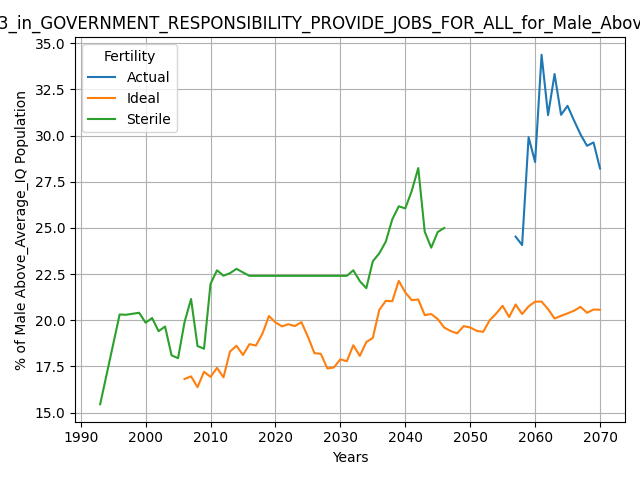 3_in_GOVERNMENT_RESPONSIBILITY_PROVIDE_JOBS_FOR_ALL_for_Male_Abov
Fertility
Actual
Ideal
Sterile
% of Male Above_Average_IQ Population
35.0
32.5
30.0
27.5
25.0
22.5
20.0
17.5
15.0
1990 2000 2010 2020 2030 2040 2050 2060 2070
Years